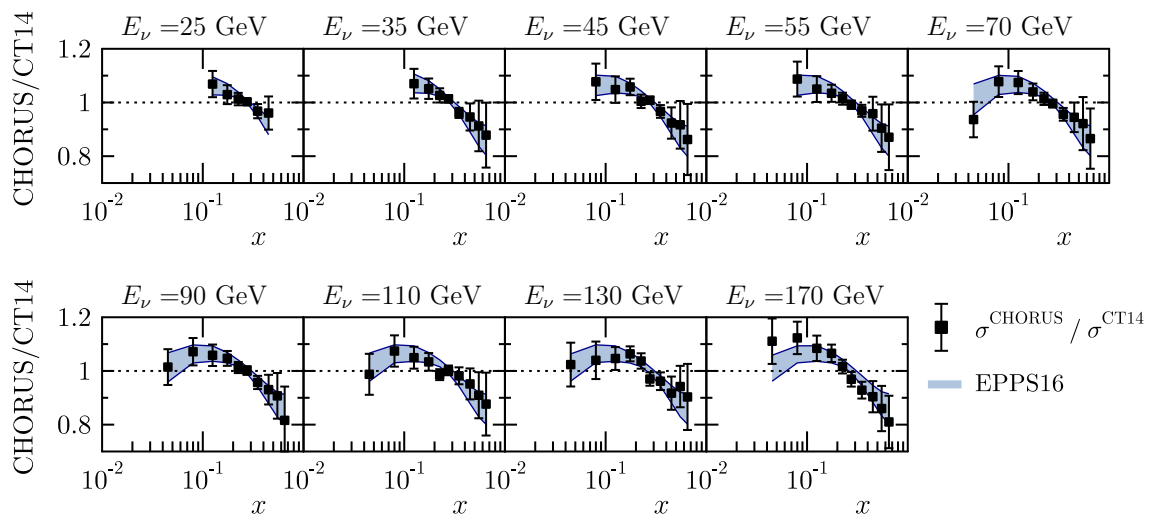 E_ν =25 GeV E_ν =35 GeV E_ν =45 GeV E_ν =55 GeV E_ν =70 GeV
CHORUS/CT14
1.2
1
0.8
10^-2 10^-1 10^-2 10^-1 10^-2 10^-1 10^-2 10^-1 10^-2 10^-1
x x x x x
E_ν =90 GeV E_ν =110 GeV E_ν =130 GeV E_ν =170 GeV
CHORUS/CT14
1.2
1
0.8
10^-2 10^-1 10^-2 10^-1 10^-2 10^-1 10^-2 10^-1 10^-2
x x x x
σ^CHORUS / σ^CT14
EPPS16